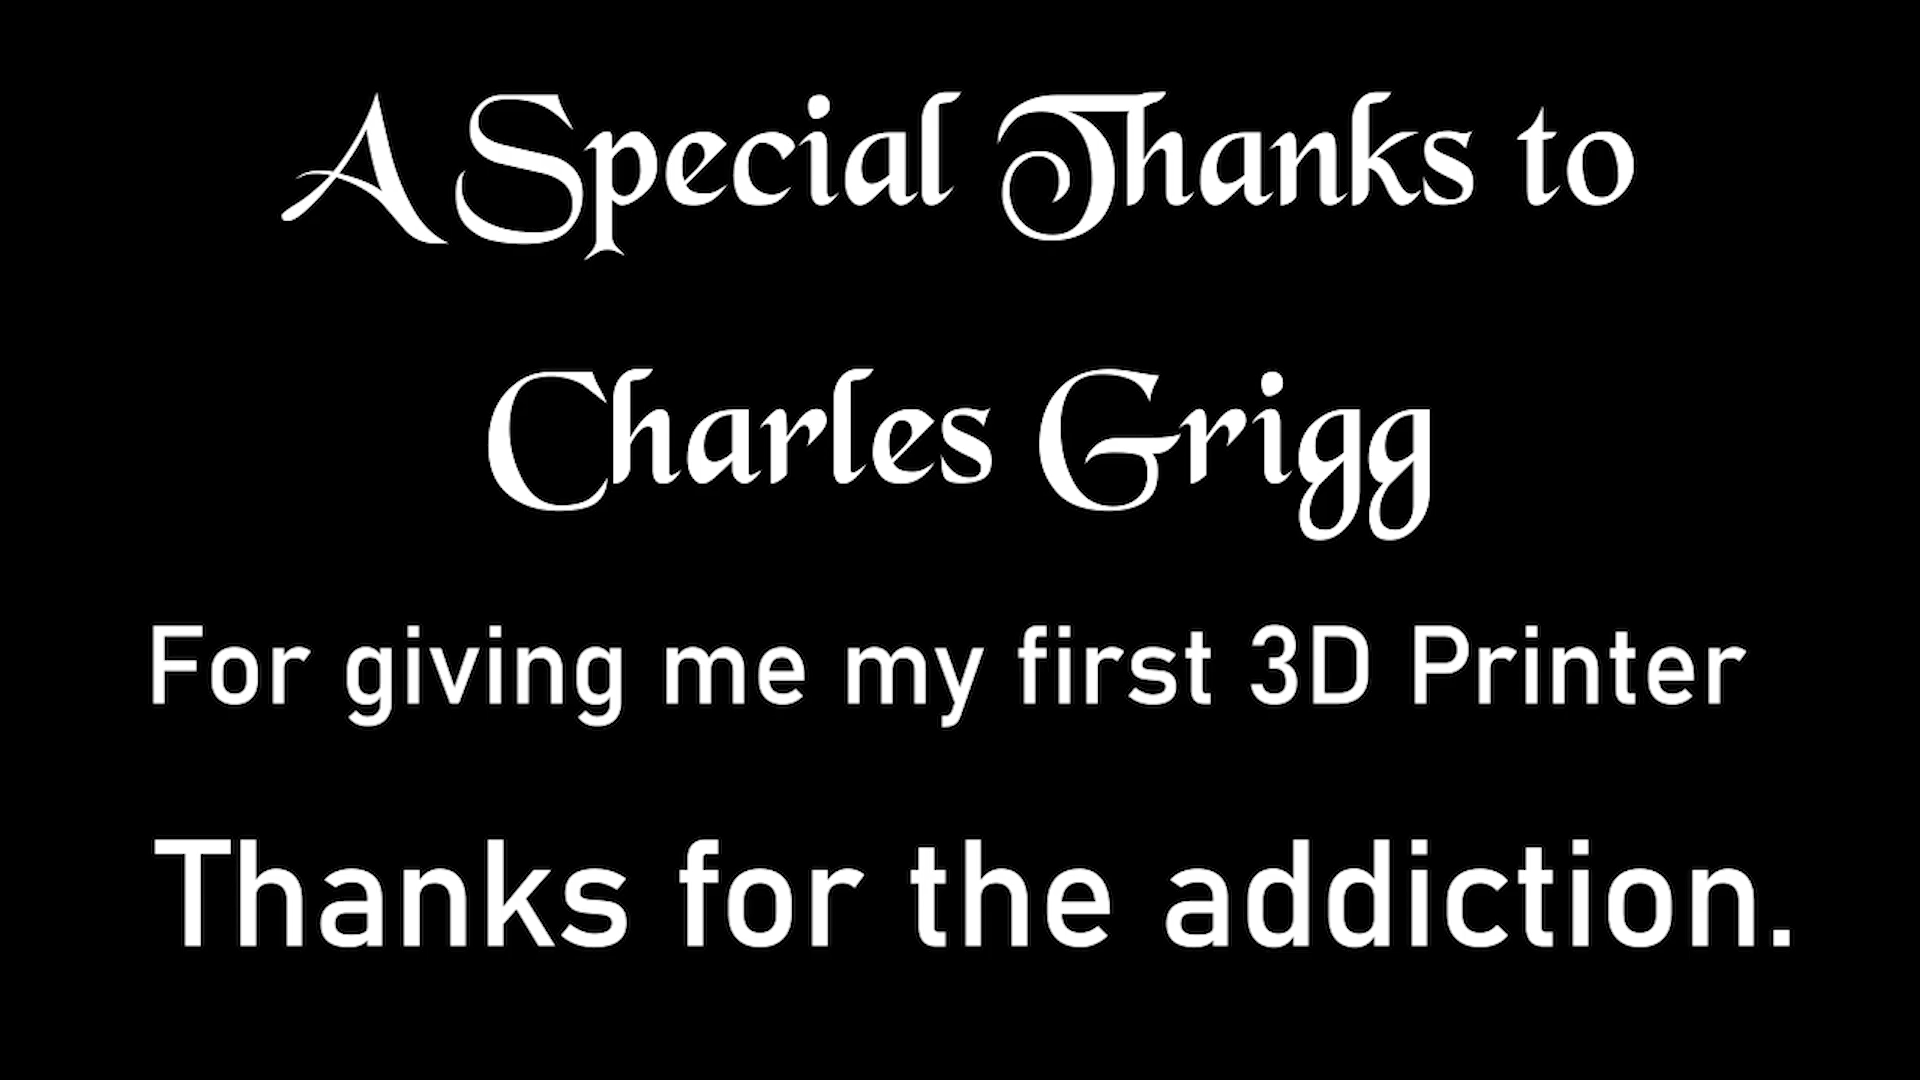 A Special Thanks to
Charles Grigg
For giving me my first 3D Printer
Thanks for the addiction.